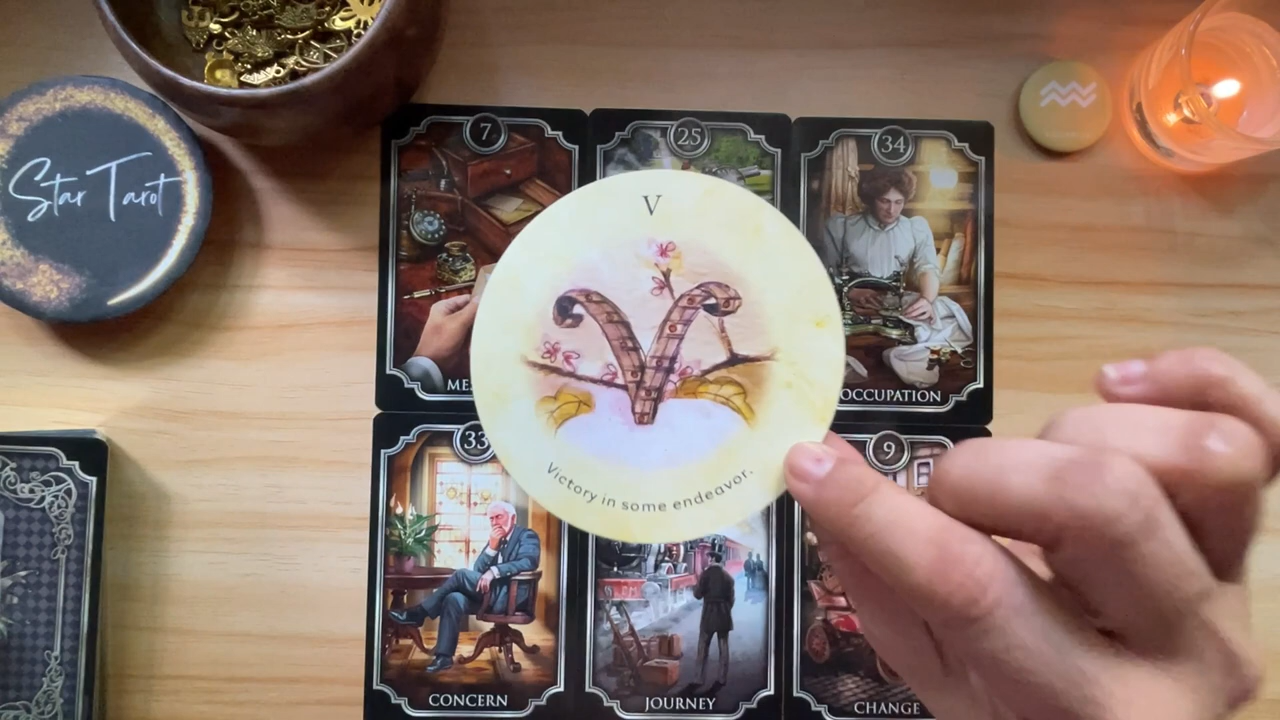 Star Tarot
7
25
34
V
OCCUPATION
Victory in some endeavor.
33
9
CONCERN
JOURNEY
CHANGE